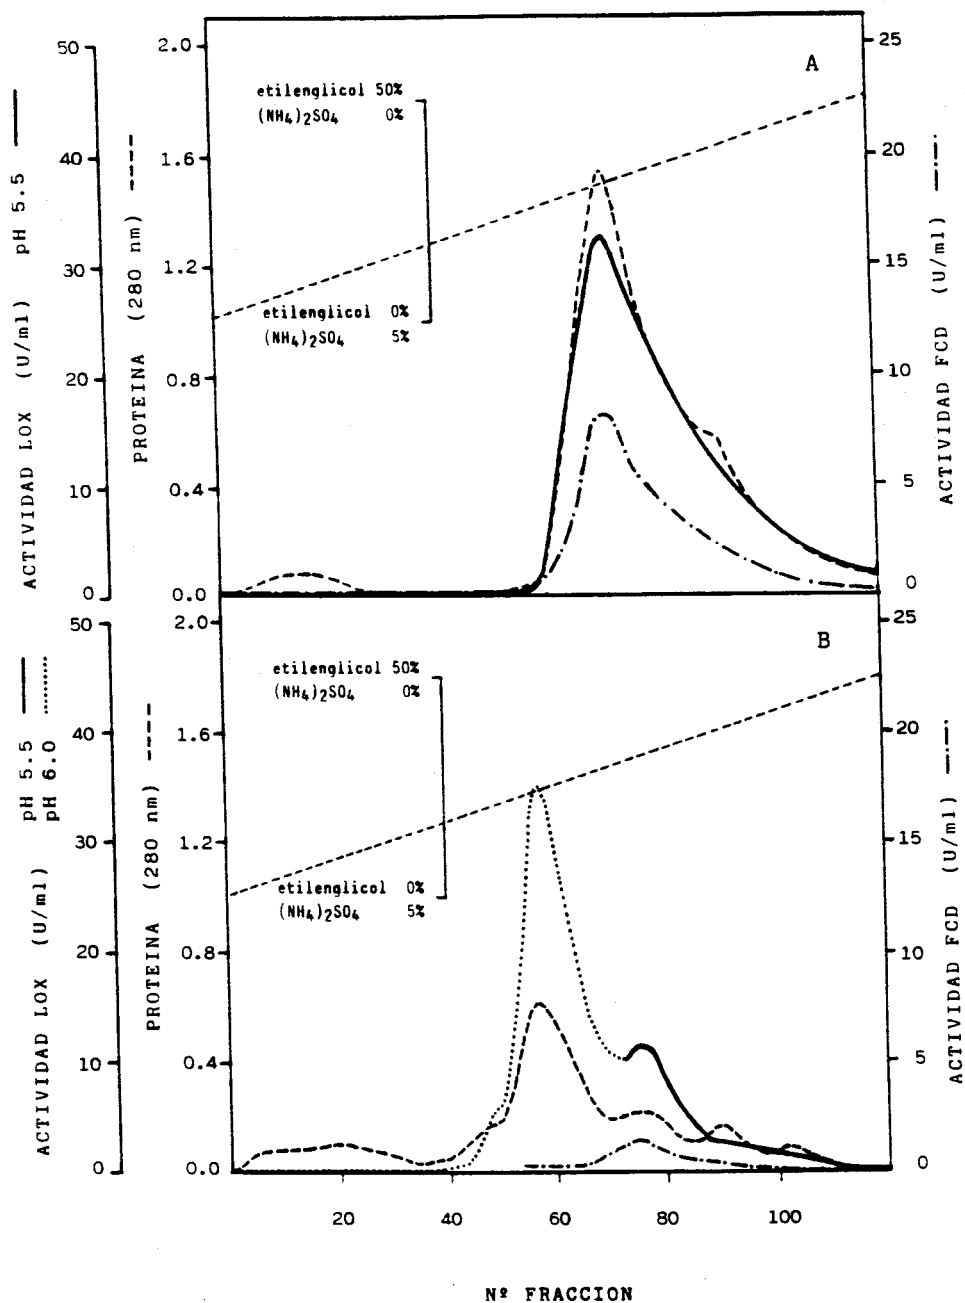 A
etilenglicol 50%
(NH4)2SO4 0%
etilenglicol 0%
(NH4)2SO4 5%
50
40
30
20
10
0
ACTIVIDAD LOX (U/ml) pH 5.5
2.0
1.6
1.2
0.8
0.4
0.0
PROTEINA (280 nm)
25
20
15
10
5
0
ACTIVIDAD FCD (U/ml)
B
etilenglicol 50%
(NH4)2SO4 0%
etilenglicol 0%
(NH4)2SO4 5%
50
40
30
20
10
0
ACTIVIDAD LOX (U/ml) pH 5.5
pH 6.0
2.0
1.6
1.2
0.8
0.4
0.0
PROTEINA (280 nm)
25
20
15
10
5
0
ACTIVIDAD FCD (U/ml)
20 40 60 80 100
Nº FRACCION